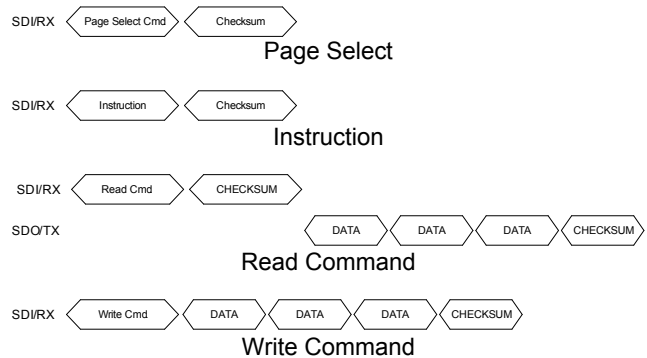 SDI/RX Page Select Cmd Checksum
Page Select
SDI/RX Instruction Checksum
Instruction
SDI/RX Read Cmd CHECKSUM
SDO/TX DATA DATA DATA CHECKSUM
Read Command
SDI/RX Write Cmd DATA DATA DATA CHECKSUM
Write Command